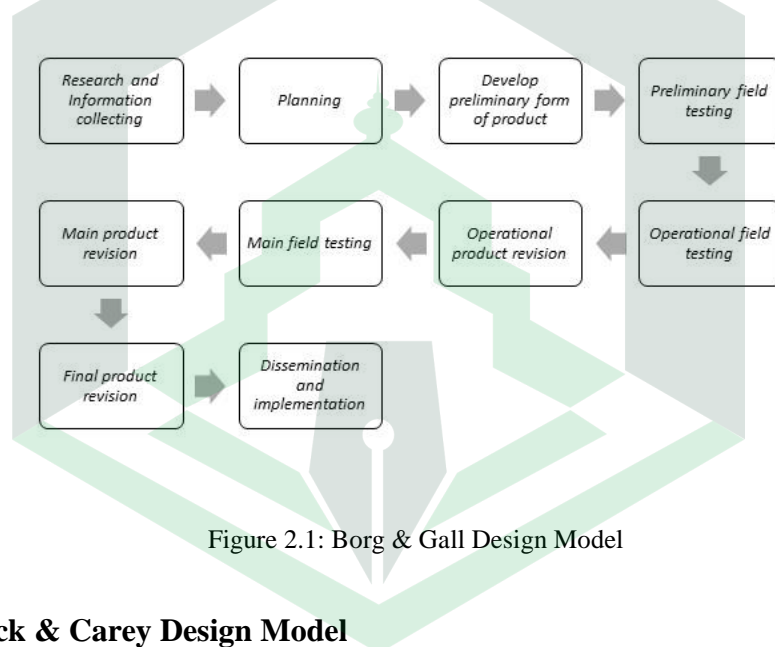 Research and
Information
collecting
Planning
Develop
preliminary form
of product
Preliminary field
testing
Operational field
testing
Operational
product revision
Main field testing
Main product
revision
Final product
revision
Dissemination
and
implementation
Figure 2.1: Borg & Gall Design Model
ck & Carey Design Model